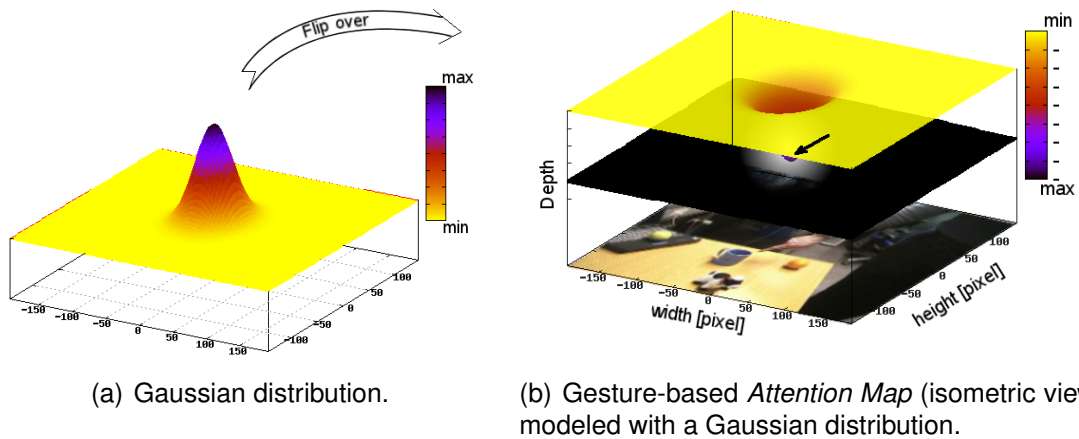 Flip over
max
min
-150
-100
-50
0
50
100
150
-100
-50
0
50
100
(a) Gaussian distribution.
min
max
Depth
-150
-100
-50
0
50
100
150
width [pixel]
-100
-50
0
50
100
height [pixel]
(b) Gesture-based Attention Map (isometric view
modeled with a Gaussian distribution.